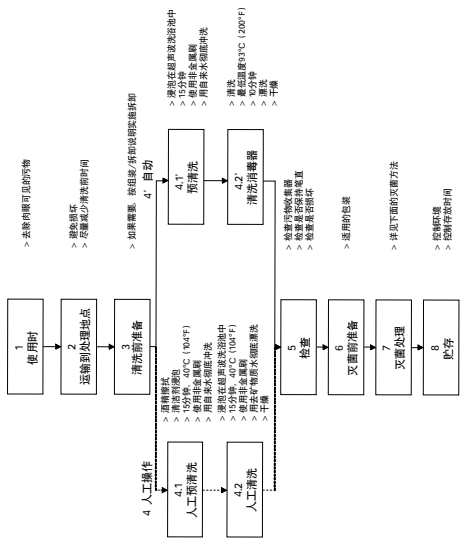 1
使用时
> 去除肉眼可见的污物
2
运输到处理地点
> 避免损坏
> 尽量减少清洗前时间
3
清洗前准备
> 如果需要，按组装/拆卸说明实施拆卸
4 人工操作
4.1
人工预清洗
> 酒精擦拭
> 清洁剂浸泡
> 15分钟，40℃ (104°F)
> 使用非金属刷
> 用自来水彻底冲洗
4.2
人工清洗
> 浸泡在超声波洗浴池中
> 15分钟，40℃ (104°F)
> 使用非金属刷
> 用去矿物质水彻底漂洗
> 干燥
4' 自动
4.1'
预清洗
> 浸泡在超声波洗浴池中
> 15分钟
> 使用非金属刷
> 用自来水彻底冲洗
4.2'
清洗消毒器
> 清洗
> 最低温度93℃ (200°F)
> 10分钟
> 漂洗
> 干燥
5
检查
> 检查污物收集器
> 检查是否保持笔直
> 检查是否损坏
6
灭菌前准备
> 适用的包装
7
灭菌处理
> 详见下面的灭菌方法
8
贮存
> 控制环境
> 控制存放时间